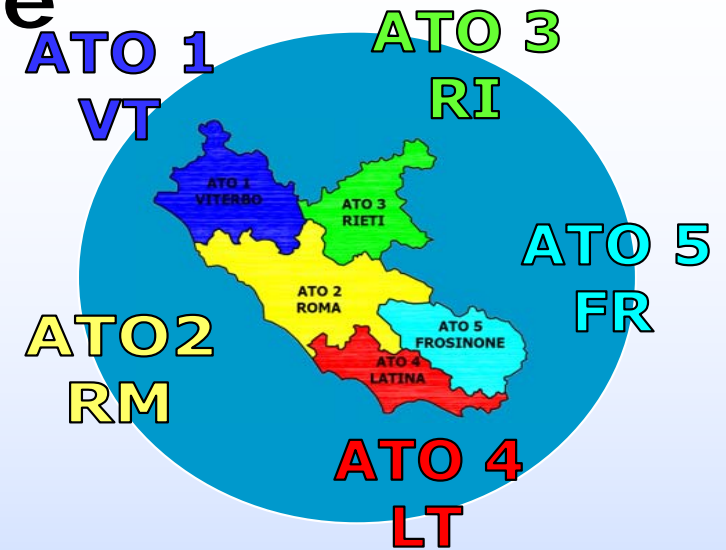 e
ATO 1
VT
ATO 3
RI
ATO 1
VITERBO
ATO 3
RIETI
ATO 5
FR
ATO 2
ROMA
ATO2
RM
ATO 5
FROSINONE
ATO 4
LATINA
ATO 4
LT